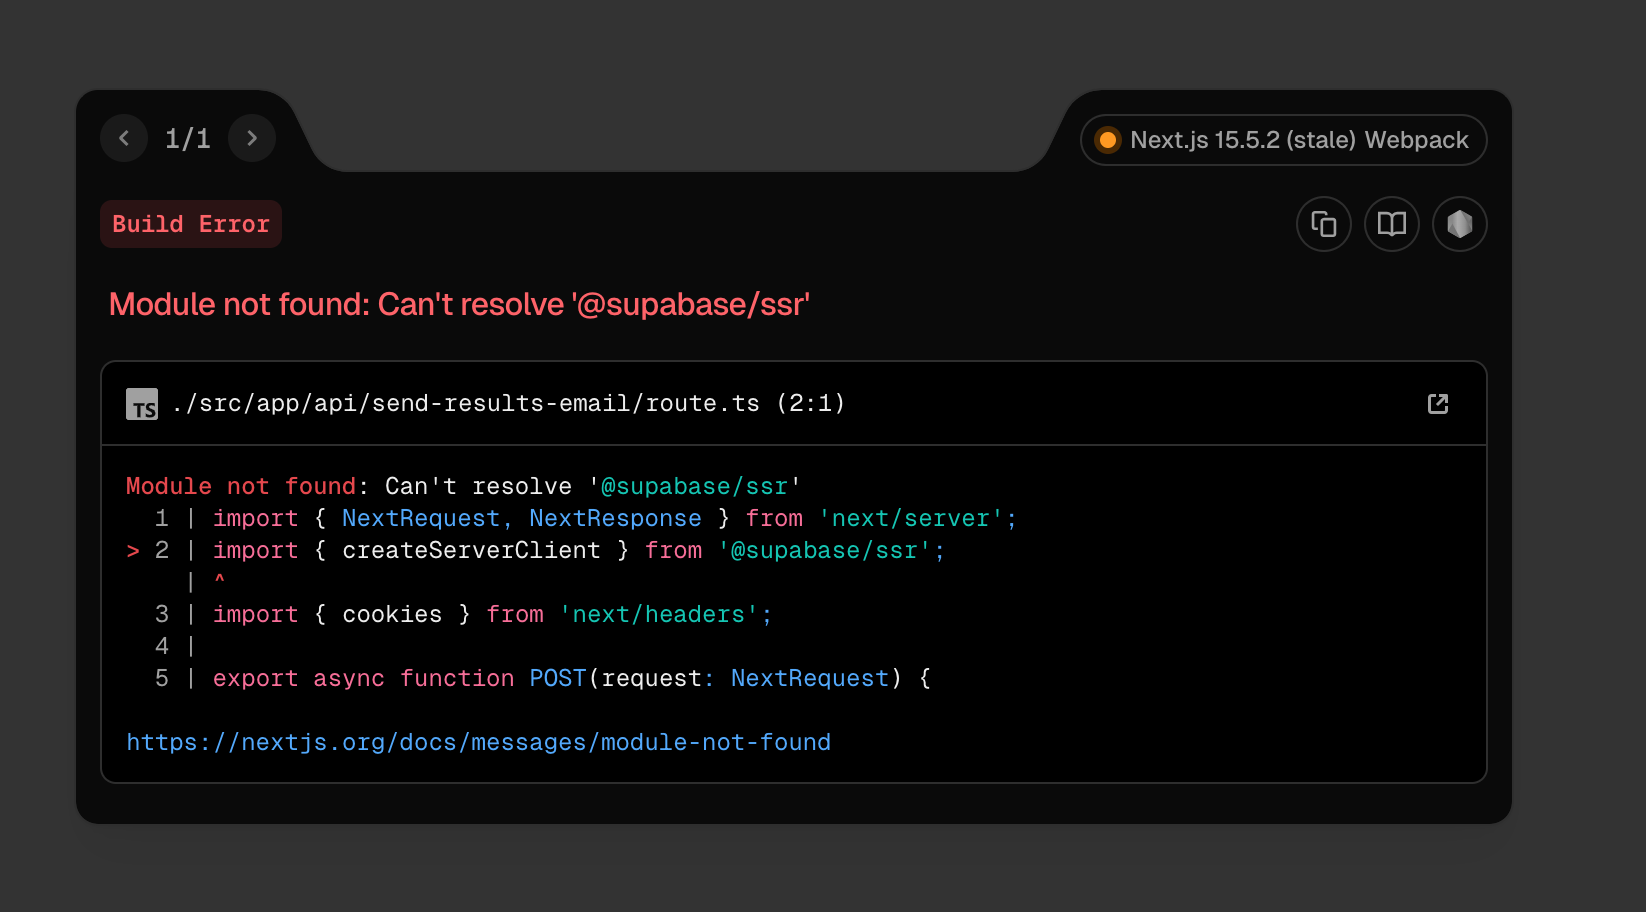 1/1
Next.js 15.5.2 (stale) Webpack
Build Error
Module not found: Can't resolve '@supabase/ssr'
TS ./src/app/api/send-results-email/route.ts (2:1)
Module not found: Can't resolve '@supabase/ssr'
  1 | import { NextRequest, NextResponse } from 'next/server';
> 2 | import { createServerClient } from '@supabase/ssr';
    | ^
  3 | import { cookies } from 'next/headers';
  4 |
  5 | export async function POST(request: NextRequest) {
https://nextjs.org/docs/messages/module-not-found